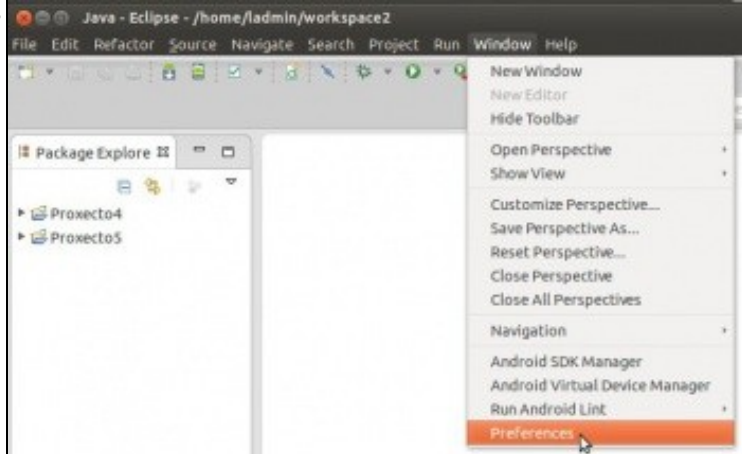 Java - Eclipse - /home/ladmin/workspace2
File Edit Refactor Source Navigate Search Project Run Window Help
New Window
New Editor
Hide Toolbar
Package Explore
Open Perspective
Show View
Proxecto4
Customize Perspective...
Proxecto5
Save Perspective As...
Reset Perspective...
Close Perspective
Close All Perspectives
Navigation
Android SDK Manager
Android Virtual Device Manager
Run Android Lint
Preferences